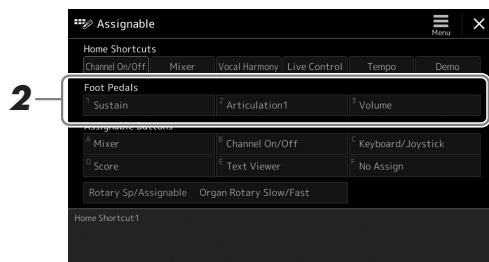 Assignable
Menu
Home Shortcuts
Channel On/Off Mixer Vocal Harmony Live Control Tempo Demo
2
Foot Pedals
1 Sustain 2 Articulation1 3 Volume
Assignable Buttons
A Mixer B Channel On/Off C Keyboard/Joystick
D Score E Text Viewer F No Assign
Rotary Sp/Assignable Organ Rotary Slow/Fast
Home Shortcut1